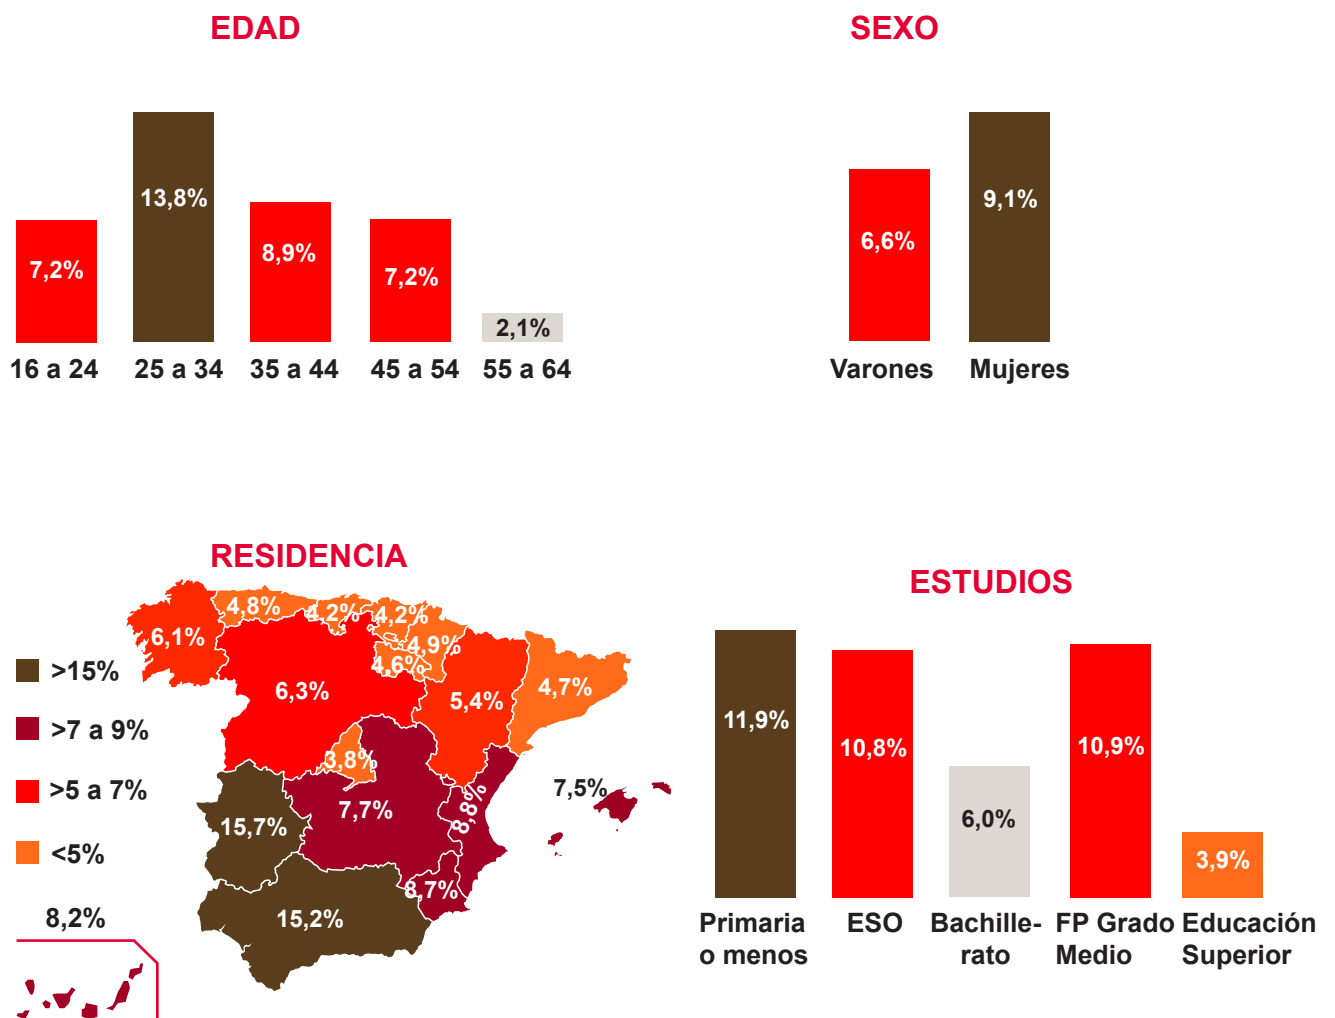 EDAD
13,8%
8,9%
7,2%
7,2%
2,1%
16 a 24
25 a 34
35 a 44
45 a 54
55 a 64
SEXO
9,1%
6,6%
Varones
Mujeres
RESIDENCIA
4,8%
4,2%
4,2%
6,1%
4,9%
4,6%
6,3%
5,4%
4,7%
3,8%
7,5%
7,7%
8,8%
15,7%
8,7%
15,2%
>15%
>7 a 9%
>5 a 7%
<5%
8,2%
ESTUDIOS
11,9%
10,8%
6,0%
10,9%
3,9%
Primaria
o menos
ESO
Bachille-
rato
FP Grado
Medio
Educación
Superior